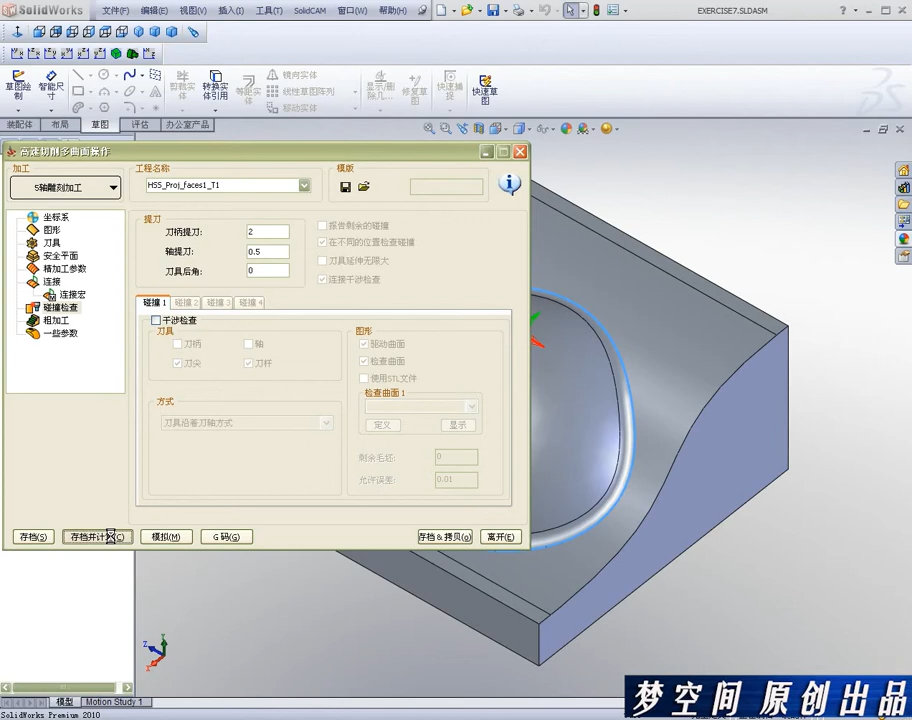 SolidWorks 文件(F) 编辑(E) 视图(V) 插入(I) 工具(T) SolidCAM 窗口(W) 帮助(H) EXERCISE7.SLDASM
草图绘制 智能尺寸 剪裁实体 转换实体引用 等距实体 镜向实体 线性草图阵列 移动实体 显示/删除几... 修复草图 快速捕捉 快速草图
装配体 布局 草图 评估 办公室产品
高速切削多曲面操作
加工 工程名称 模版
5轴雕刻加工 HSS_Proj_faces1_T1
坐标系
图形
刀具
安全平面
精加工参数
连接
连接宏
碰撞检查
粗加工
一些参数
提刀
刀柄提刀: 2
轴提刀: 0.5
刀具后角: 0
报告剩余的碰撞
在不同的位置检查碰撞
刀具延伸无限大
连接干涉检查
碰撞 1 碰撞 2 碰撞 3 碰撞 4
干涉检查
刀具
刀柄 轴
刀尖 刀杆
方式
刀具沿着刀轴方式
图形
驱动曲面
检查曲面
使用STL文件
检查曲面 1
定义 显示
剩余毛坯: 0
允许误差: 0.01
存档(S) 存档并计算(C) 模拟(M) G 码(G) 存档 & 拷贝(o) 离开(E)
Z Y X
模型 Motion Study 1
SolidWorks Premium 2010
梦空间 原创出品